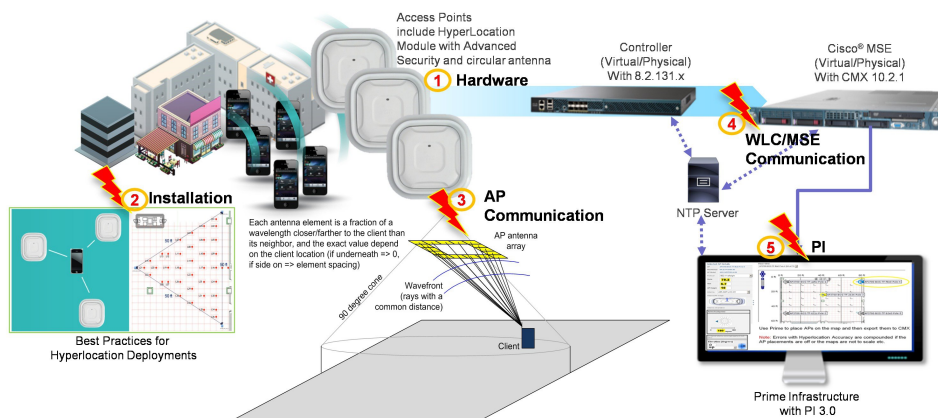 Access Points
include HyperLocation
Module with Advanced
Security and circular antenna
1 Hardware
Controller
(Virtual/Physical)
With 8.2.131.x
Cisco® MSE
(Virtual/Physical)
With CMX 10.2.1
4
WLC/MSE
Communication
2 Installation
3 AP
Communication
NTP Server
Each antenna element is a fraction of a
wavelength closer/farther to the client than
its neighbor, and the exact value depend
on the client location (if underneath => 0,
if side on => element spacing)
AP antenna
array
90 degree cone
Wavefront
(rays with a
common distance)
Client
Best Practices for
Hyperlocation Deployments
5 PI
Use Prime to place APs on the map and then export them to CMX
Note: Errors with Hyperlocation Accuracy are compounded if the
AP placements are off or the maps are not to scale etc.
Prime Infrastructure
with PI 3.0